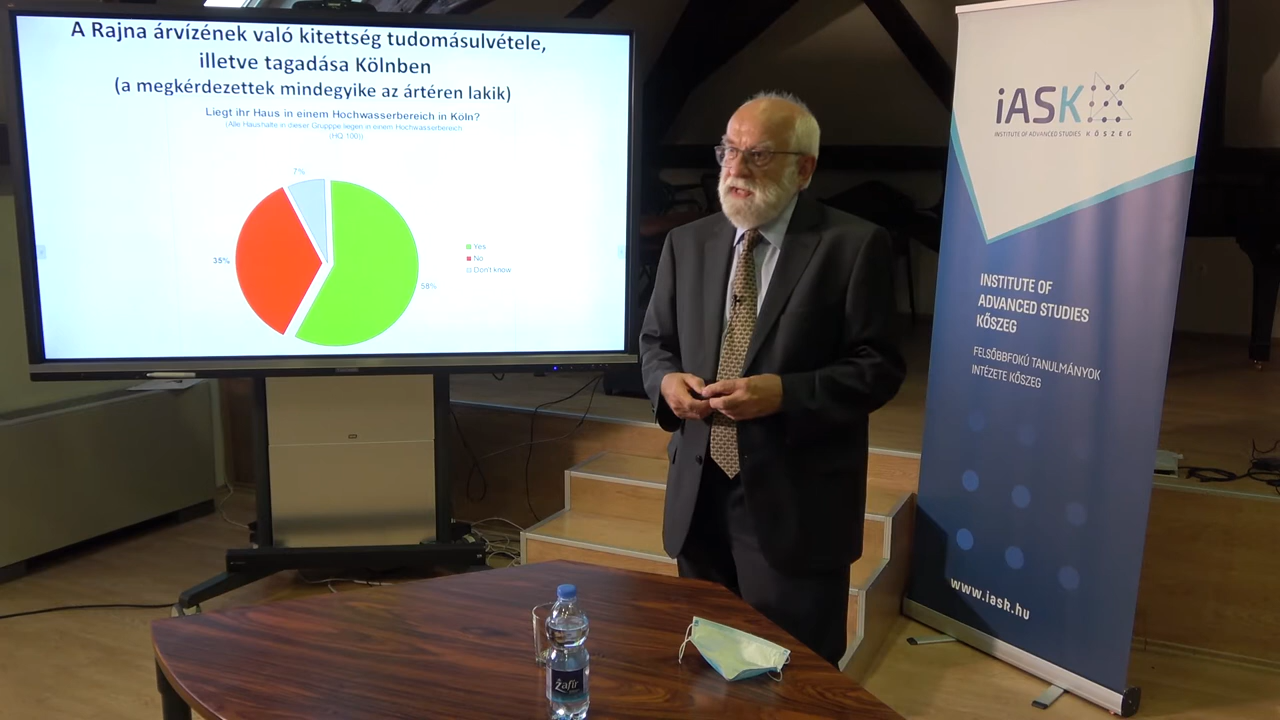 A Rajna árvízének való kitettség tudomásulvétele,
illetve tagadása Kölnben
(a megkérdezettek mindegyike az ártéren lakik)
Liegt ihr Haus in einem Hochwasserbereich in Köln?
(Alle Haushalte in dieser Grupppe liegen in einem Hochwasserbereich
(HQ-100))
7%
35%
58%
Yes
No
Don't know
iASK
INSTITUTE OF ADVANCED STUDIES KŐSZEG
INSTITUTE OF
ADVANCED STUDIES
KŐSZEG
FELSŐBBFOKÚ TANULMÁNYOK
INTÉZETE KŐSZEG
www.iask.hu
Zafír